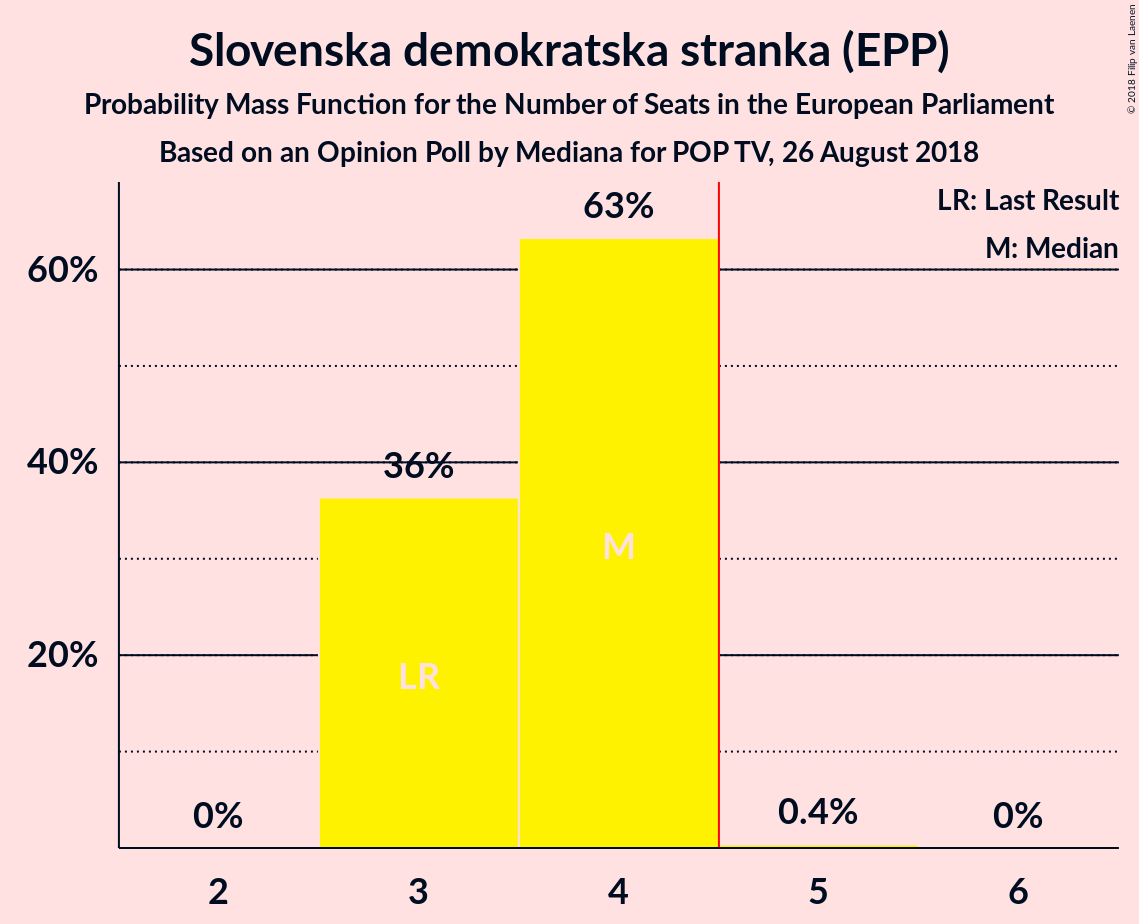 Slovenska demokratska stranka (EPP)
Probability Mass Function for the Number of Seats in the European Parliament
Based on an Opinion Poll by Mediana for POP TV, 26 August 2018
© 2018 Filip van Laenen
LR: Last Result
M: Median
60%
40%
20%
0%
36%
63%
0.4%
0%
LR
M
2
3
4
5
6